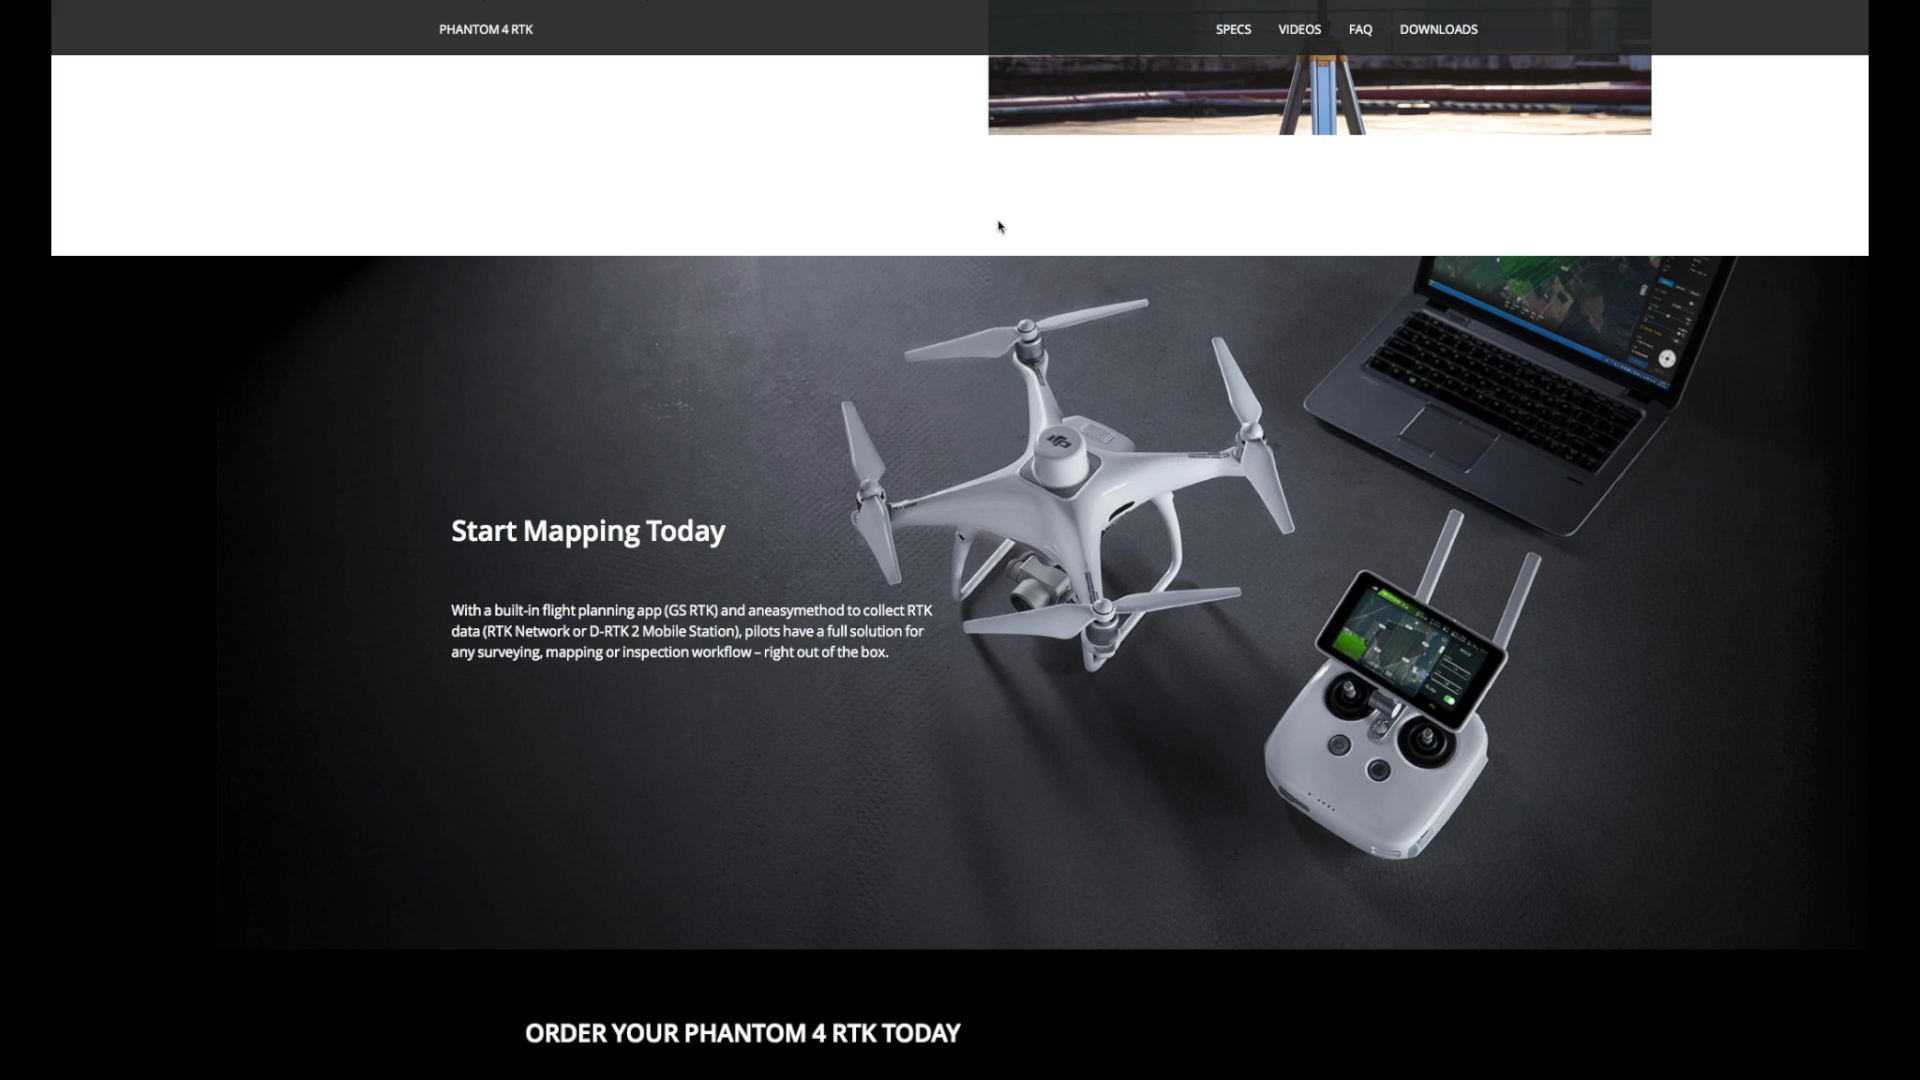 PHANTOM 4 RTK
SPECS VIDEOS FAQ DOWNLOADS
Start Mapping Today
With a built-in flight planning app (GS RTK) and aneasymethod to collect RTK
data (RTK Network or D-RTK 2 Mobile Station), pilots have a full solution for
any surveying, mapping or inspection workflow – right out of the box.
ORDER YOUR PHANTOM 4 RTK TODAY